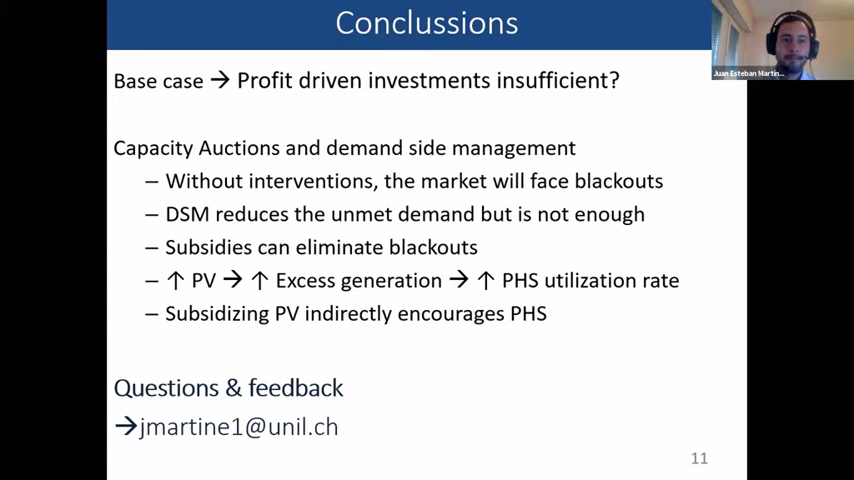 Conclussions
Juan Esteban Martin...
Base case → Profit driven investments insufficient?
Capacity Auctions and demand side management
– Without interventions, the market will face blackouts
– DSM reduces the unmet demand but is not enough
– Subsidies can eliminate blackouts
– ↑ PV → ↑ Excess generation → ↑ PHS utilization rate
– Subsidizing PV indirectly encourages PHS
Questions & feedback
→jmartine1@unil.ch
11